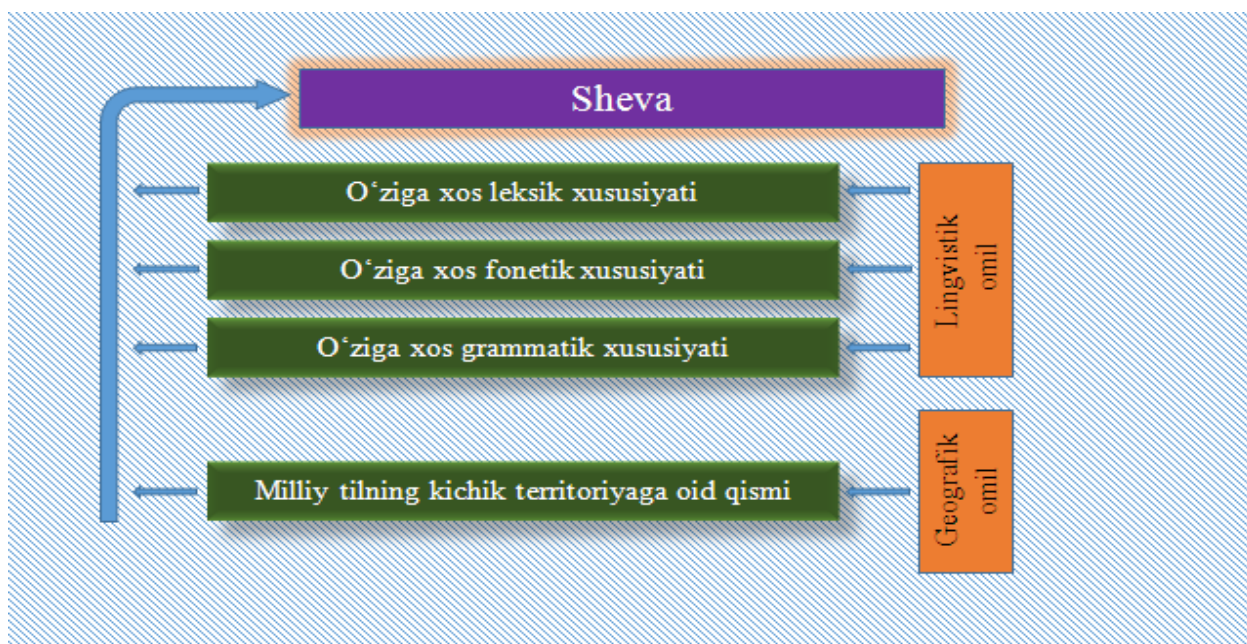 Sheva
O‘ziga xos leksik xususiyati
O‘ziga xos fonetik xususiyati
O‘ziga xos grammatik xususiyati
Lingvistik
omil
Milliy tilning kichik territoriyaga oid qismi
Geografik
omil